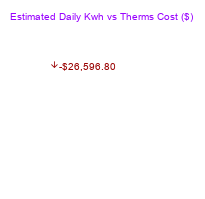 Estimated Daily Kwh vs Therms Cost ($)
↓-$26,596.80